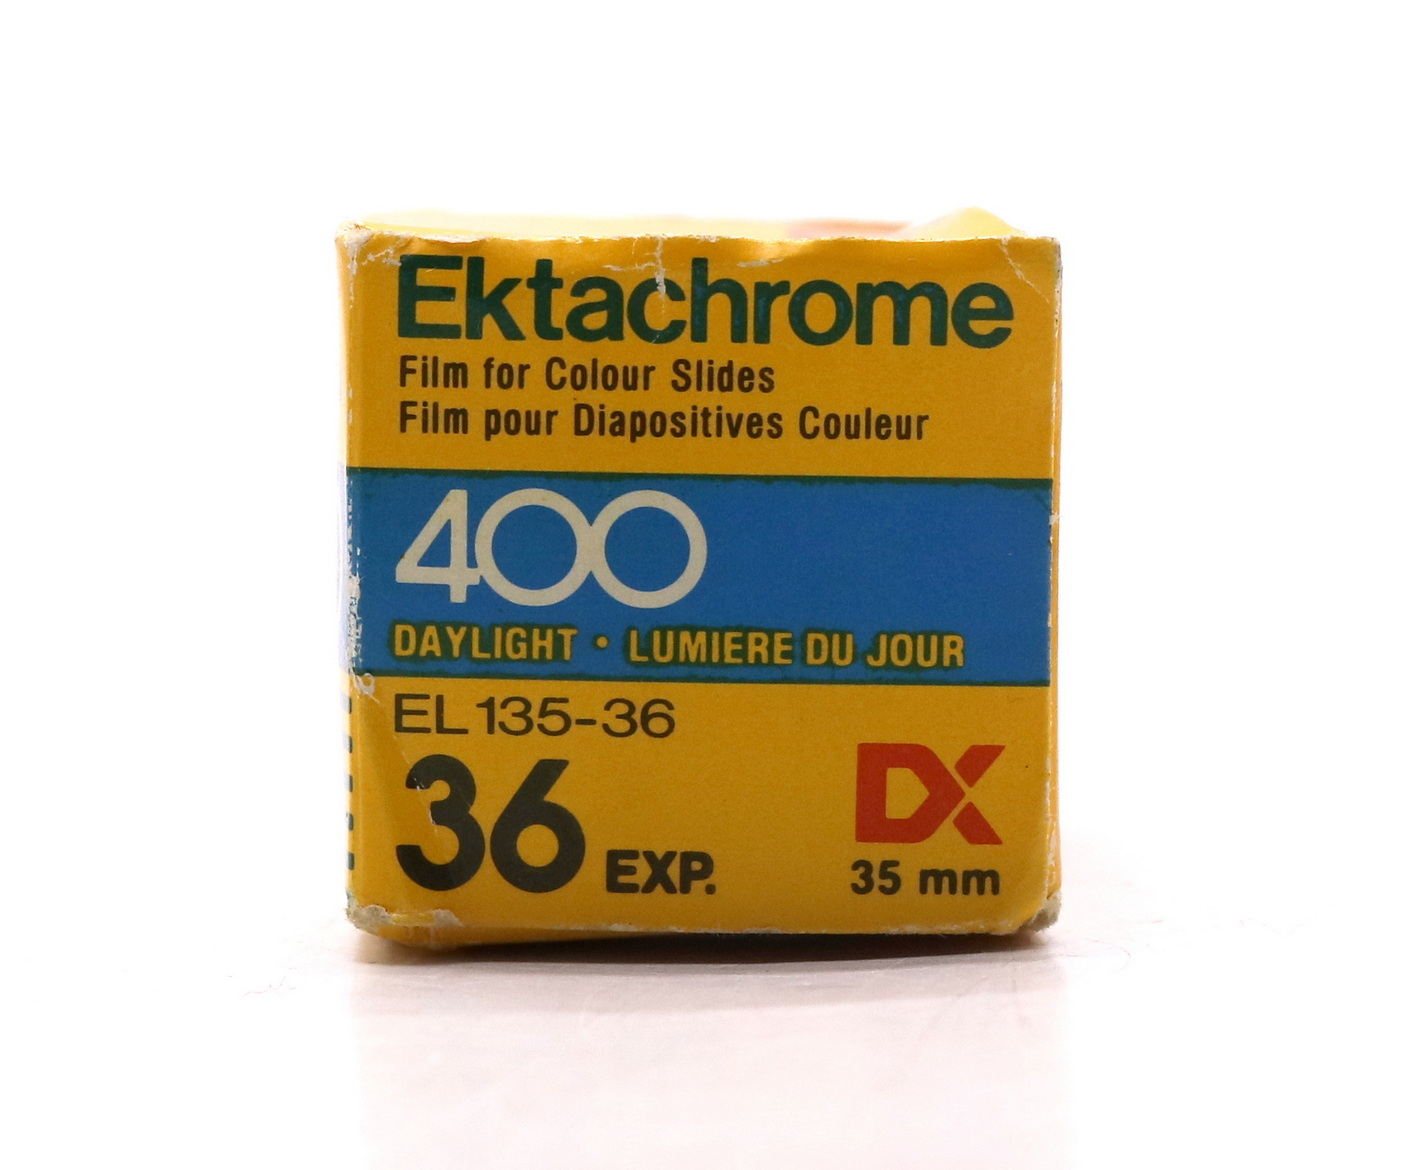 Ektachrome
Film for Colour Slides
Film pour Diapositives Couleur
400
DAYLIGHT • LUMIERE DU JOUR
EL 135-36
36 EXP.
DX
35 mm